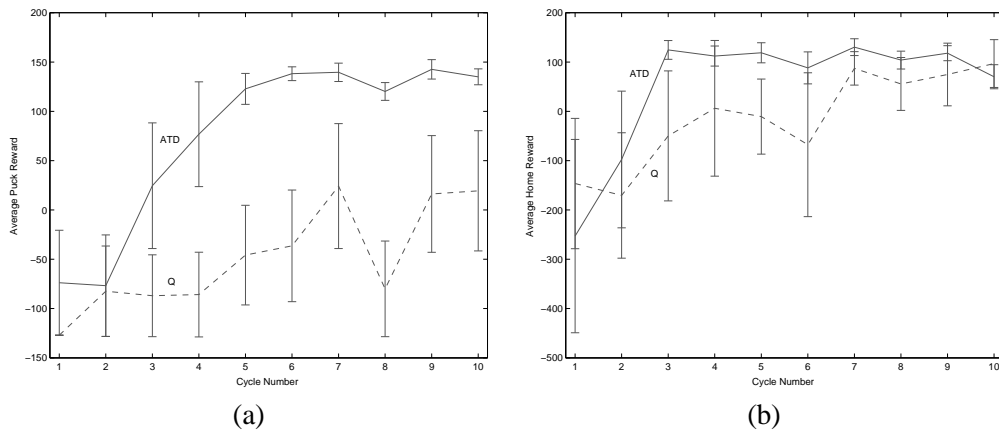 200
150
100
50
0
−50
−100
−150
Average Puck Reward
ATD
Q
1 2 3 4 5 6 7 8 9 10
Cycle Number
(a)
200
100
0
−100
−200
−300
−400
−500
Average Home Reward
ATD
Q
1 2 3 4 5 6 7 8 9 10
Cycle Number
(b)